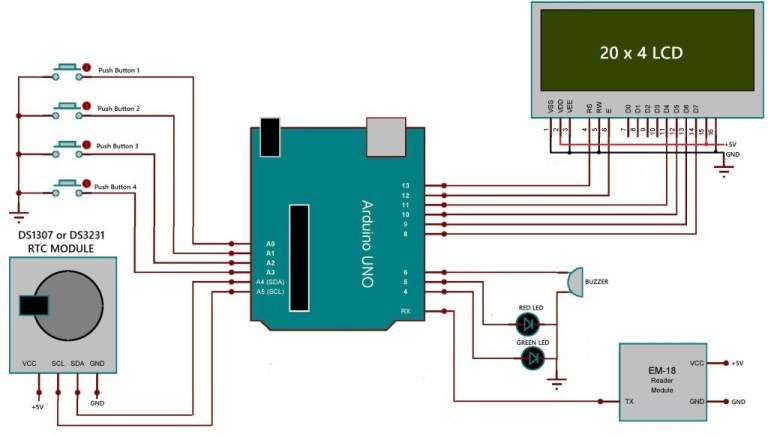 Push Button 1
Push Button 2
Push Button 3
Push Button 4
20 x 4 LCD
VSS VDD VEE RS RW E D0 D1 D2 D3 D4 D5 D6 D7
1 2 3 4 5 6 7 8 9 10 11 12 13 14 15 16
+5V
GND
DS1307 or DS3231
RTC MODULE
VCC SCL SDA GND
+5V
GND
Arduino UNO
A0
A1
A2
A3
A4 (SDA)
A5 (SCL)
13
12
11
10
9
8
6
5
4
RX
BUZZER
RED LED
GREEN LED
EM-18
Reader
Module
VCC
TX
GND
+5V
GND